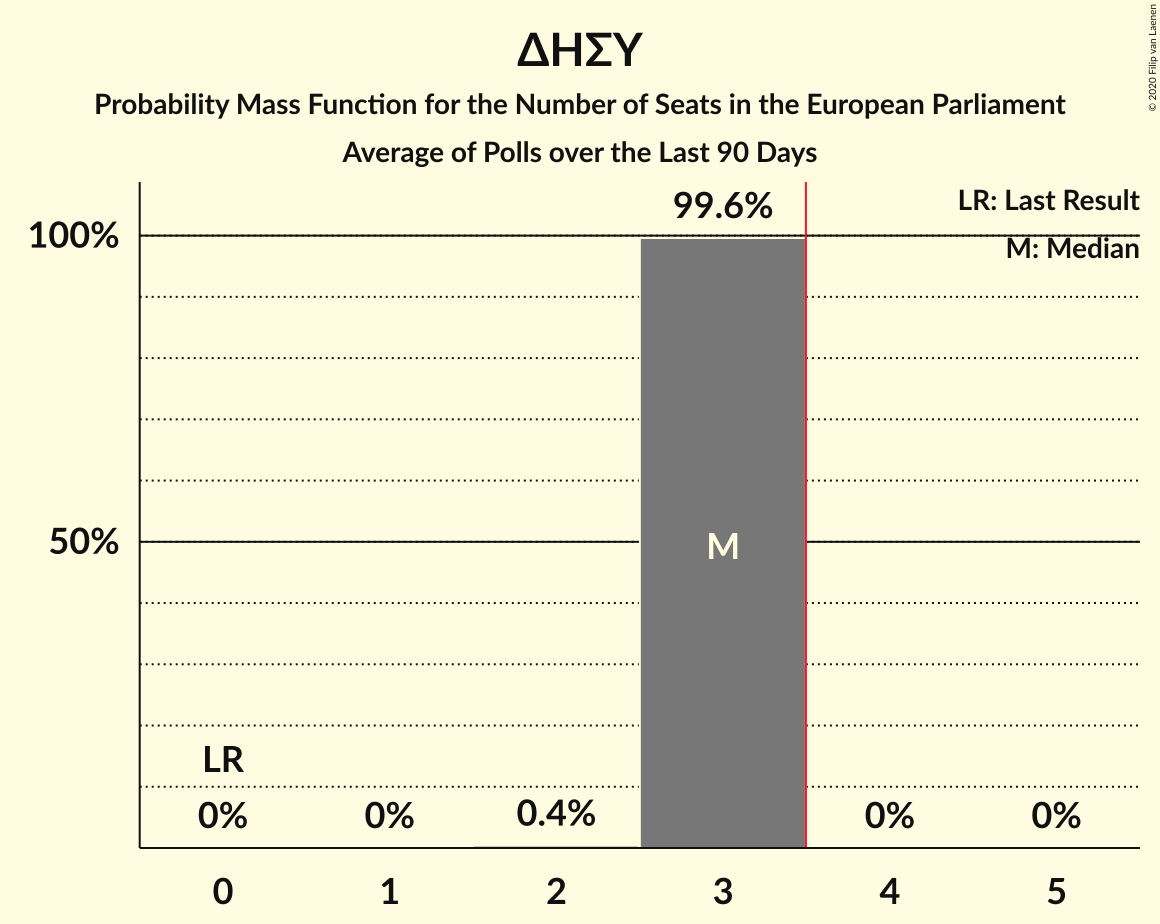 ΔΗΣΥ
Probability Mass Function for the Number of Seats in the European Parliament
Average of Polls over the Last 90 Days
© 2020 Filip van Laenen
LR: Last Result
M: Median
99.6%
100%
50%
M
LR
0% 0% 0.4% 0% 0%
0 1 2 3 4 5